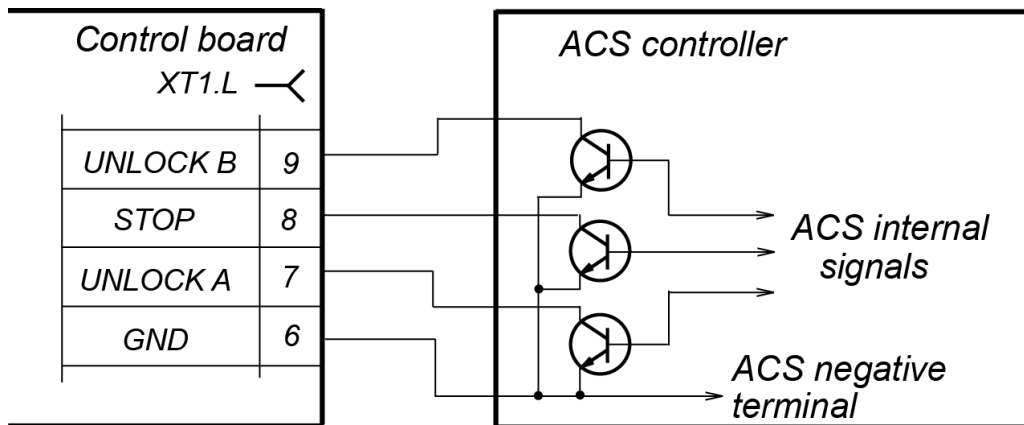 Control board
XT1.L
UNLOCK B 9
STOP 8
UNLOCK A 7
GND 6
ACS controller
ACS internal
signals
ACS negative
terminal